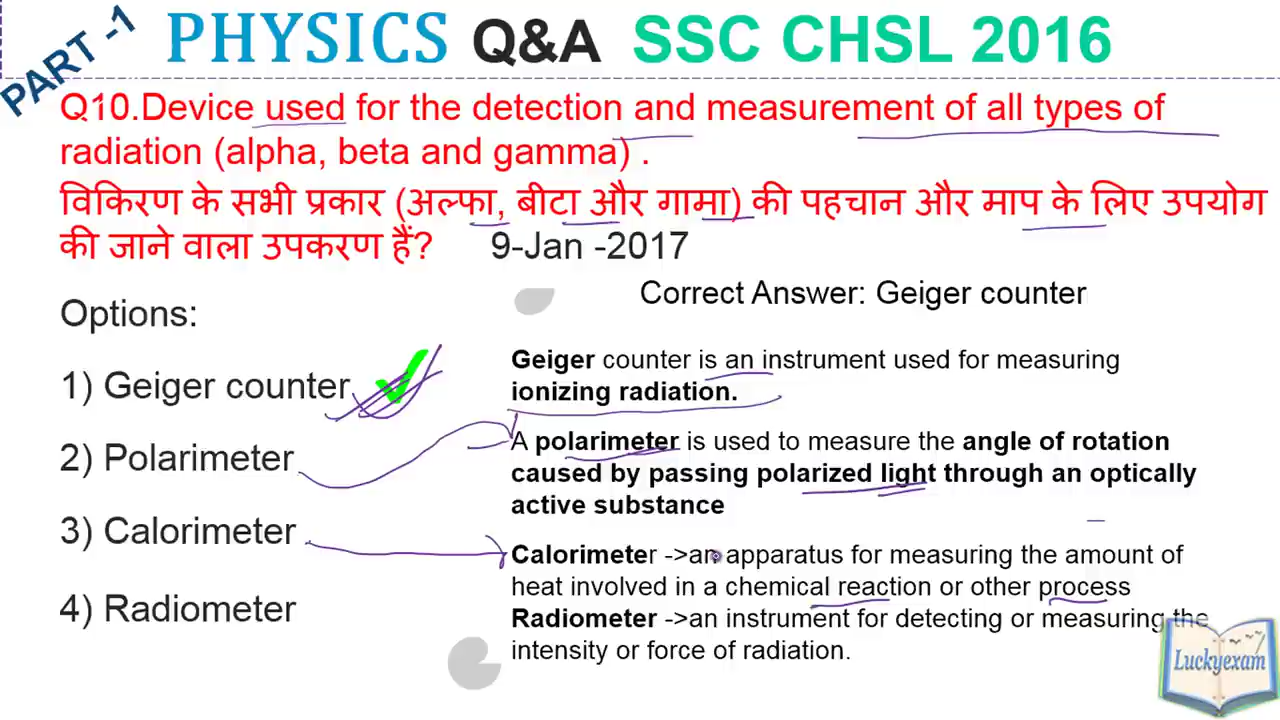 PART -1
PHYSICS Q&A SSC CHSL 2016
Q10.Device used for the detection and measurement of all types of
radiation (alpha, beta and gamma) .
विकिरण के सभी प्रकार (अल्फा, बीटा और गामा) की पहचान और माप के लिए उपयोग
की जाने वाला उपकरण हैं? 9-Jan -2017
Correct Answer: Geiger counter
Options:
1) Geiger counter
2) Polarimeter
3) Calorimeter
4) Radiometer
Geiger counter is an instrument used for measuring
ionizing radiation.
A polarimeter is used to measure the angle of rotation
caused by passing polarized light through an optically
active substance
Calorimeter ->an apparatus for measuring the amount of
heat involved in a chemical reaction or other process
Radiometer ->an instrument for detecting or measuring the
intensity or force of radiation.
Luckyexam